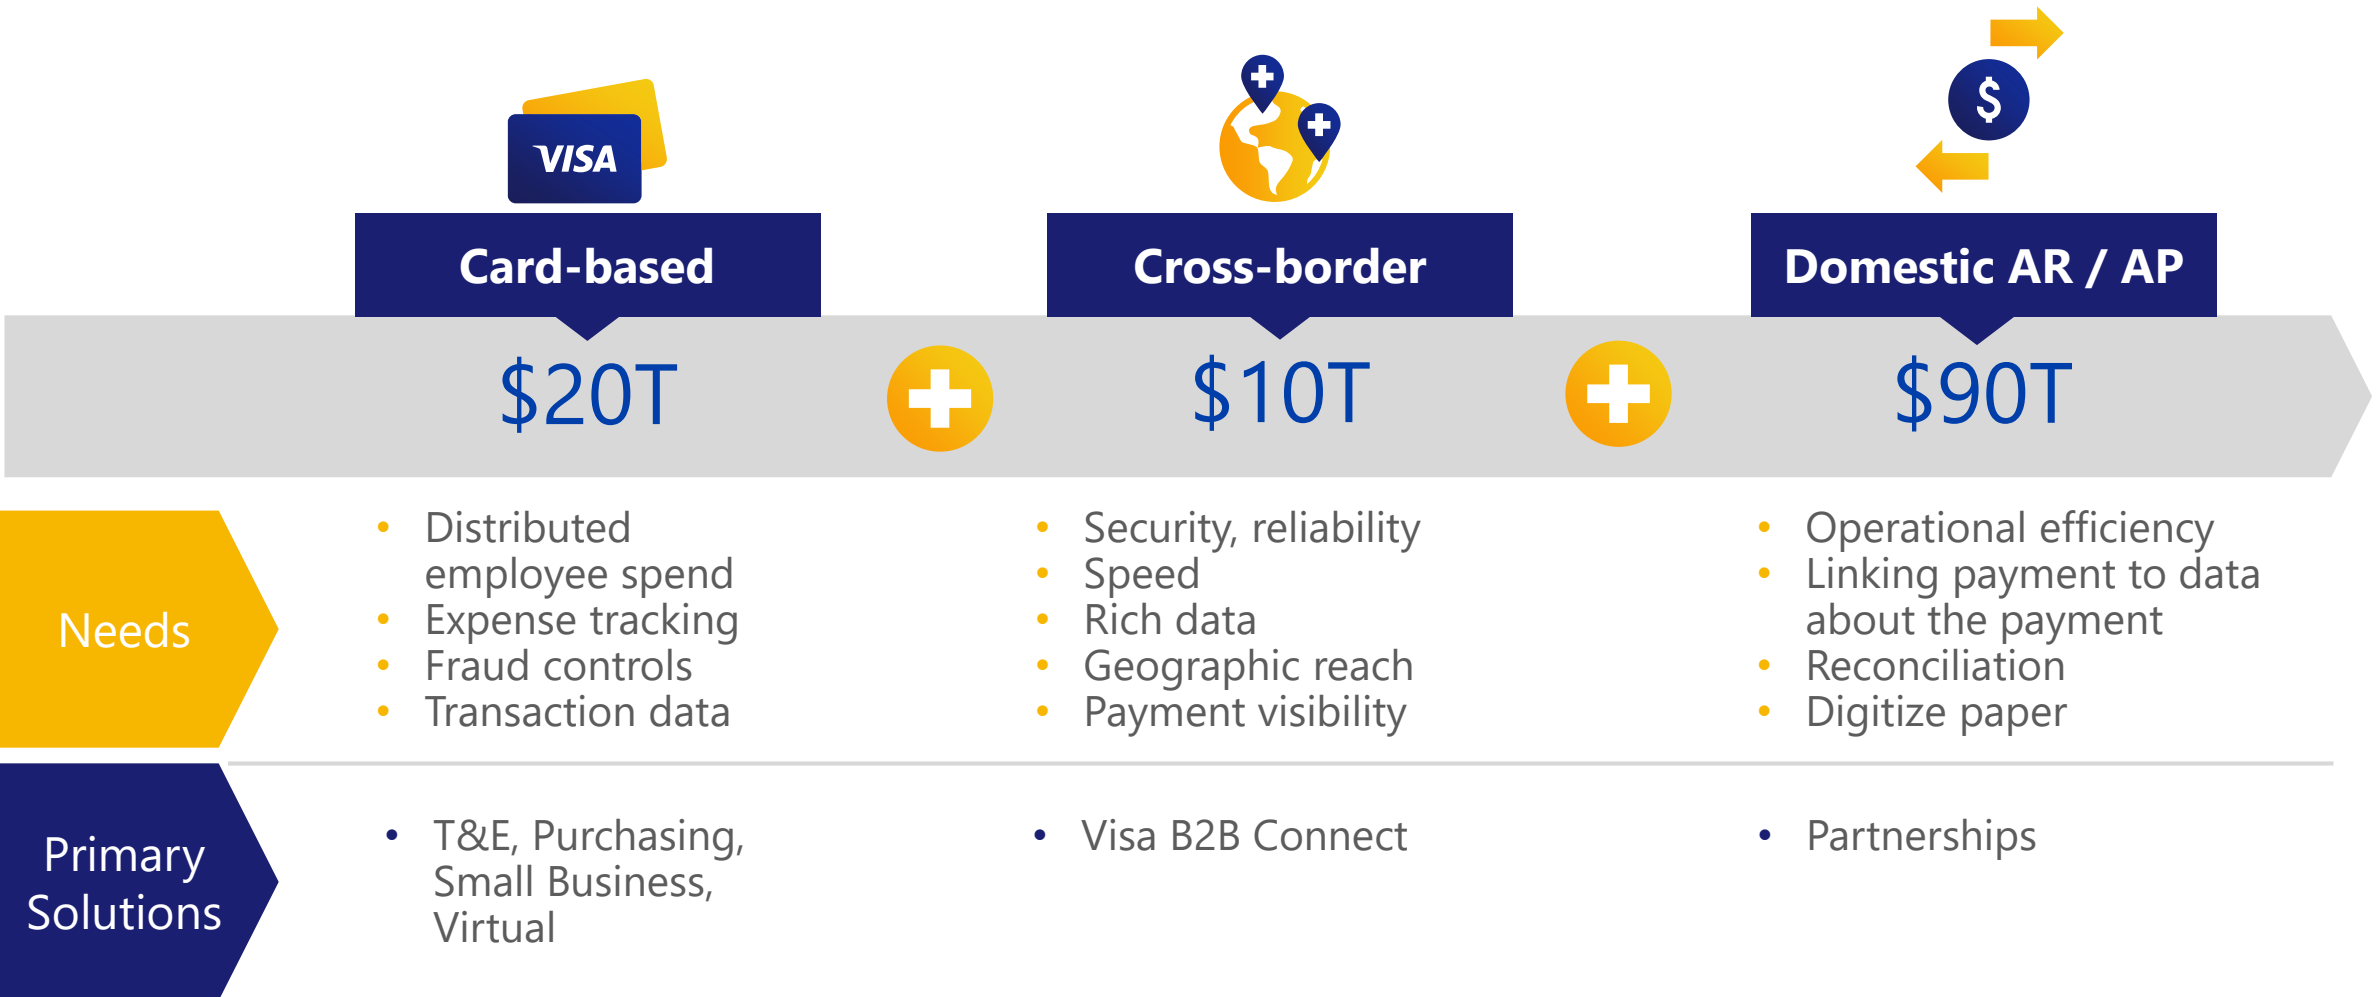 VISA
$
Card-based
Cross-border
Domestic AR / AP
$20T
$10T
$90T
Needs
• Distributed
employee spend
• Expense tracking
• Fraud controls
• Transaction data
• Security, reliability
• Speed
• Rich data
• Geographic reach
• Payment visibility
• Operational efficiency
• Linking payment to data
about the payment
• Reconciliation
• Digitize paper
Primary
Solutions
• T&E, Purchasing,
Small Business,
Virtual
• Visa B2B Connect
• Partnerships